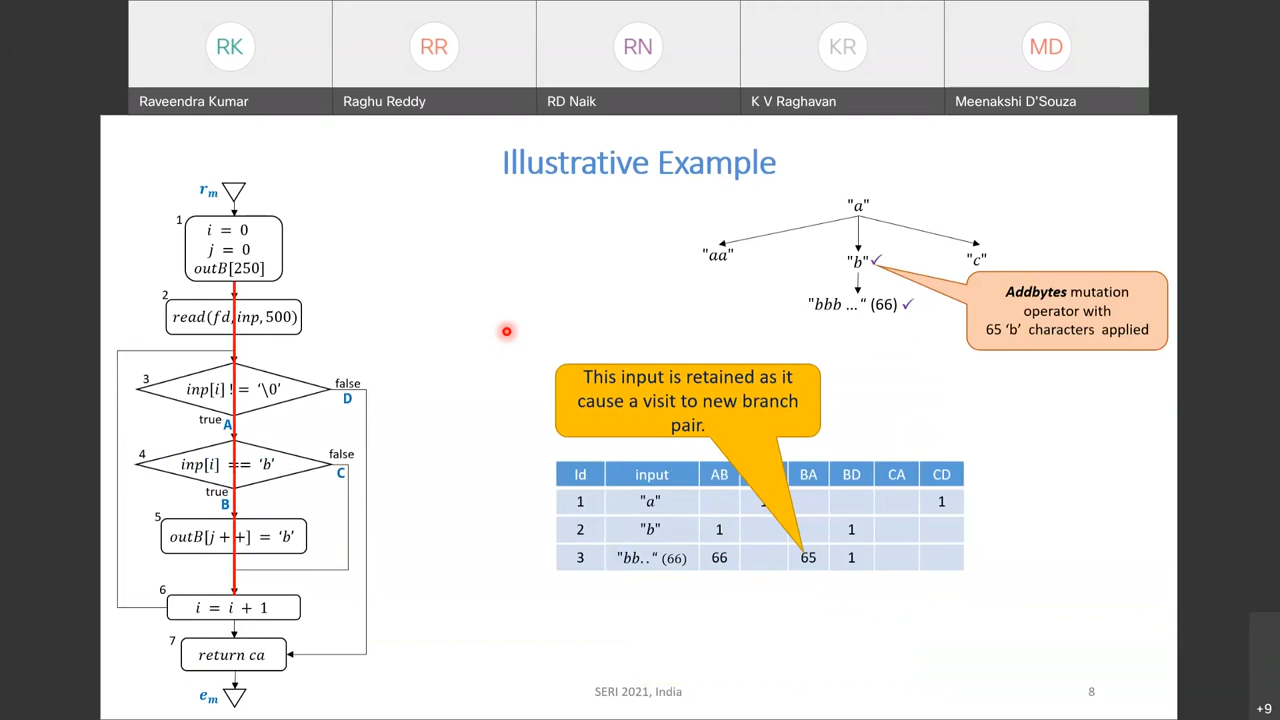 RK
RR
RN
KR
MD
Raveendra Kumar
Raghu Reddy
RD Naik
K V Raghavan
Meenakshi D'Souza
Illustrative Example
r_m
1
i = 0
j = 0
outB[250]
2
read(fd, inp, 500)
3
inp[i] != '\0'
false
D
true
A
4
inp[i] == 'b'
false
C
true
B
5
outB[j++] = 'b'
6
i = i + 1
7
return ca
e_m
"a"
"aa"
"b"✓
"c"
"bbb ..." (66) ✓
Addbytes mutation
operator with
65 'b' characters applied
This input is retained as it
cause a visit to new branch
pair.
Id input AB BA BD CA CD
1 "a" 1 1
2 "b" 1 1
3 "bb.." (66) 66 65 1
SERI 2021, India
8
+9